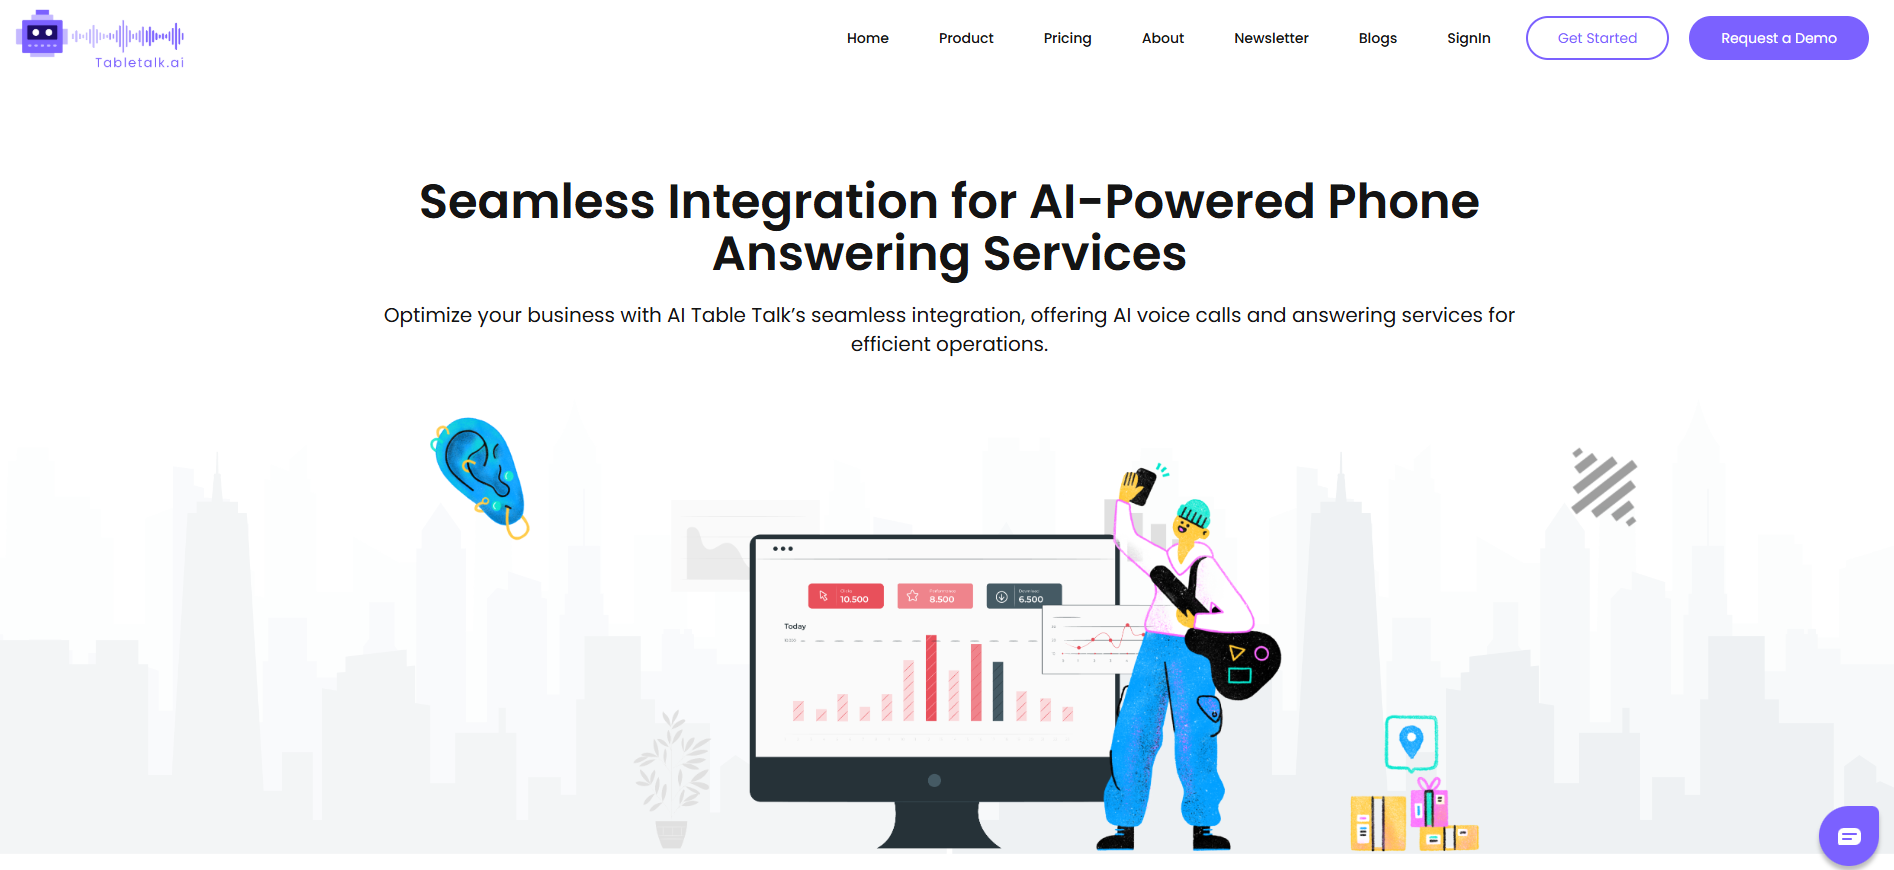 Tabletalk.ai
Home Product Pricing About Newsletter Blogs SignIn Get Started Request a Demo
Seamless Integration for AI-Powered Phone
Answering Services
Optimize your business with AI Table Talk’s seamless integration, offering AI voice calls and answering services for
efficient operations.
10.500 8.500 6.500
Today